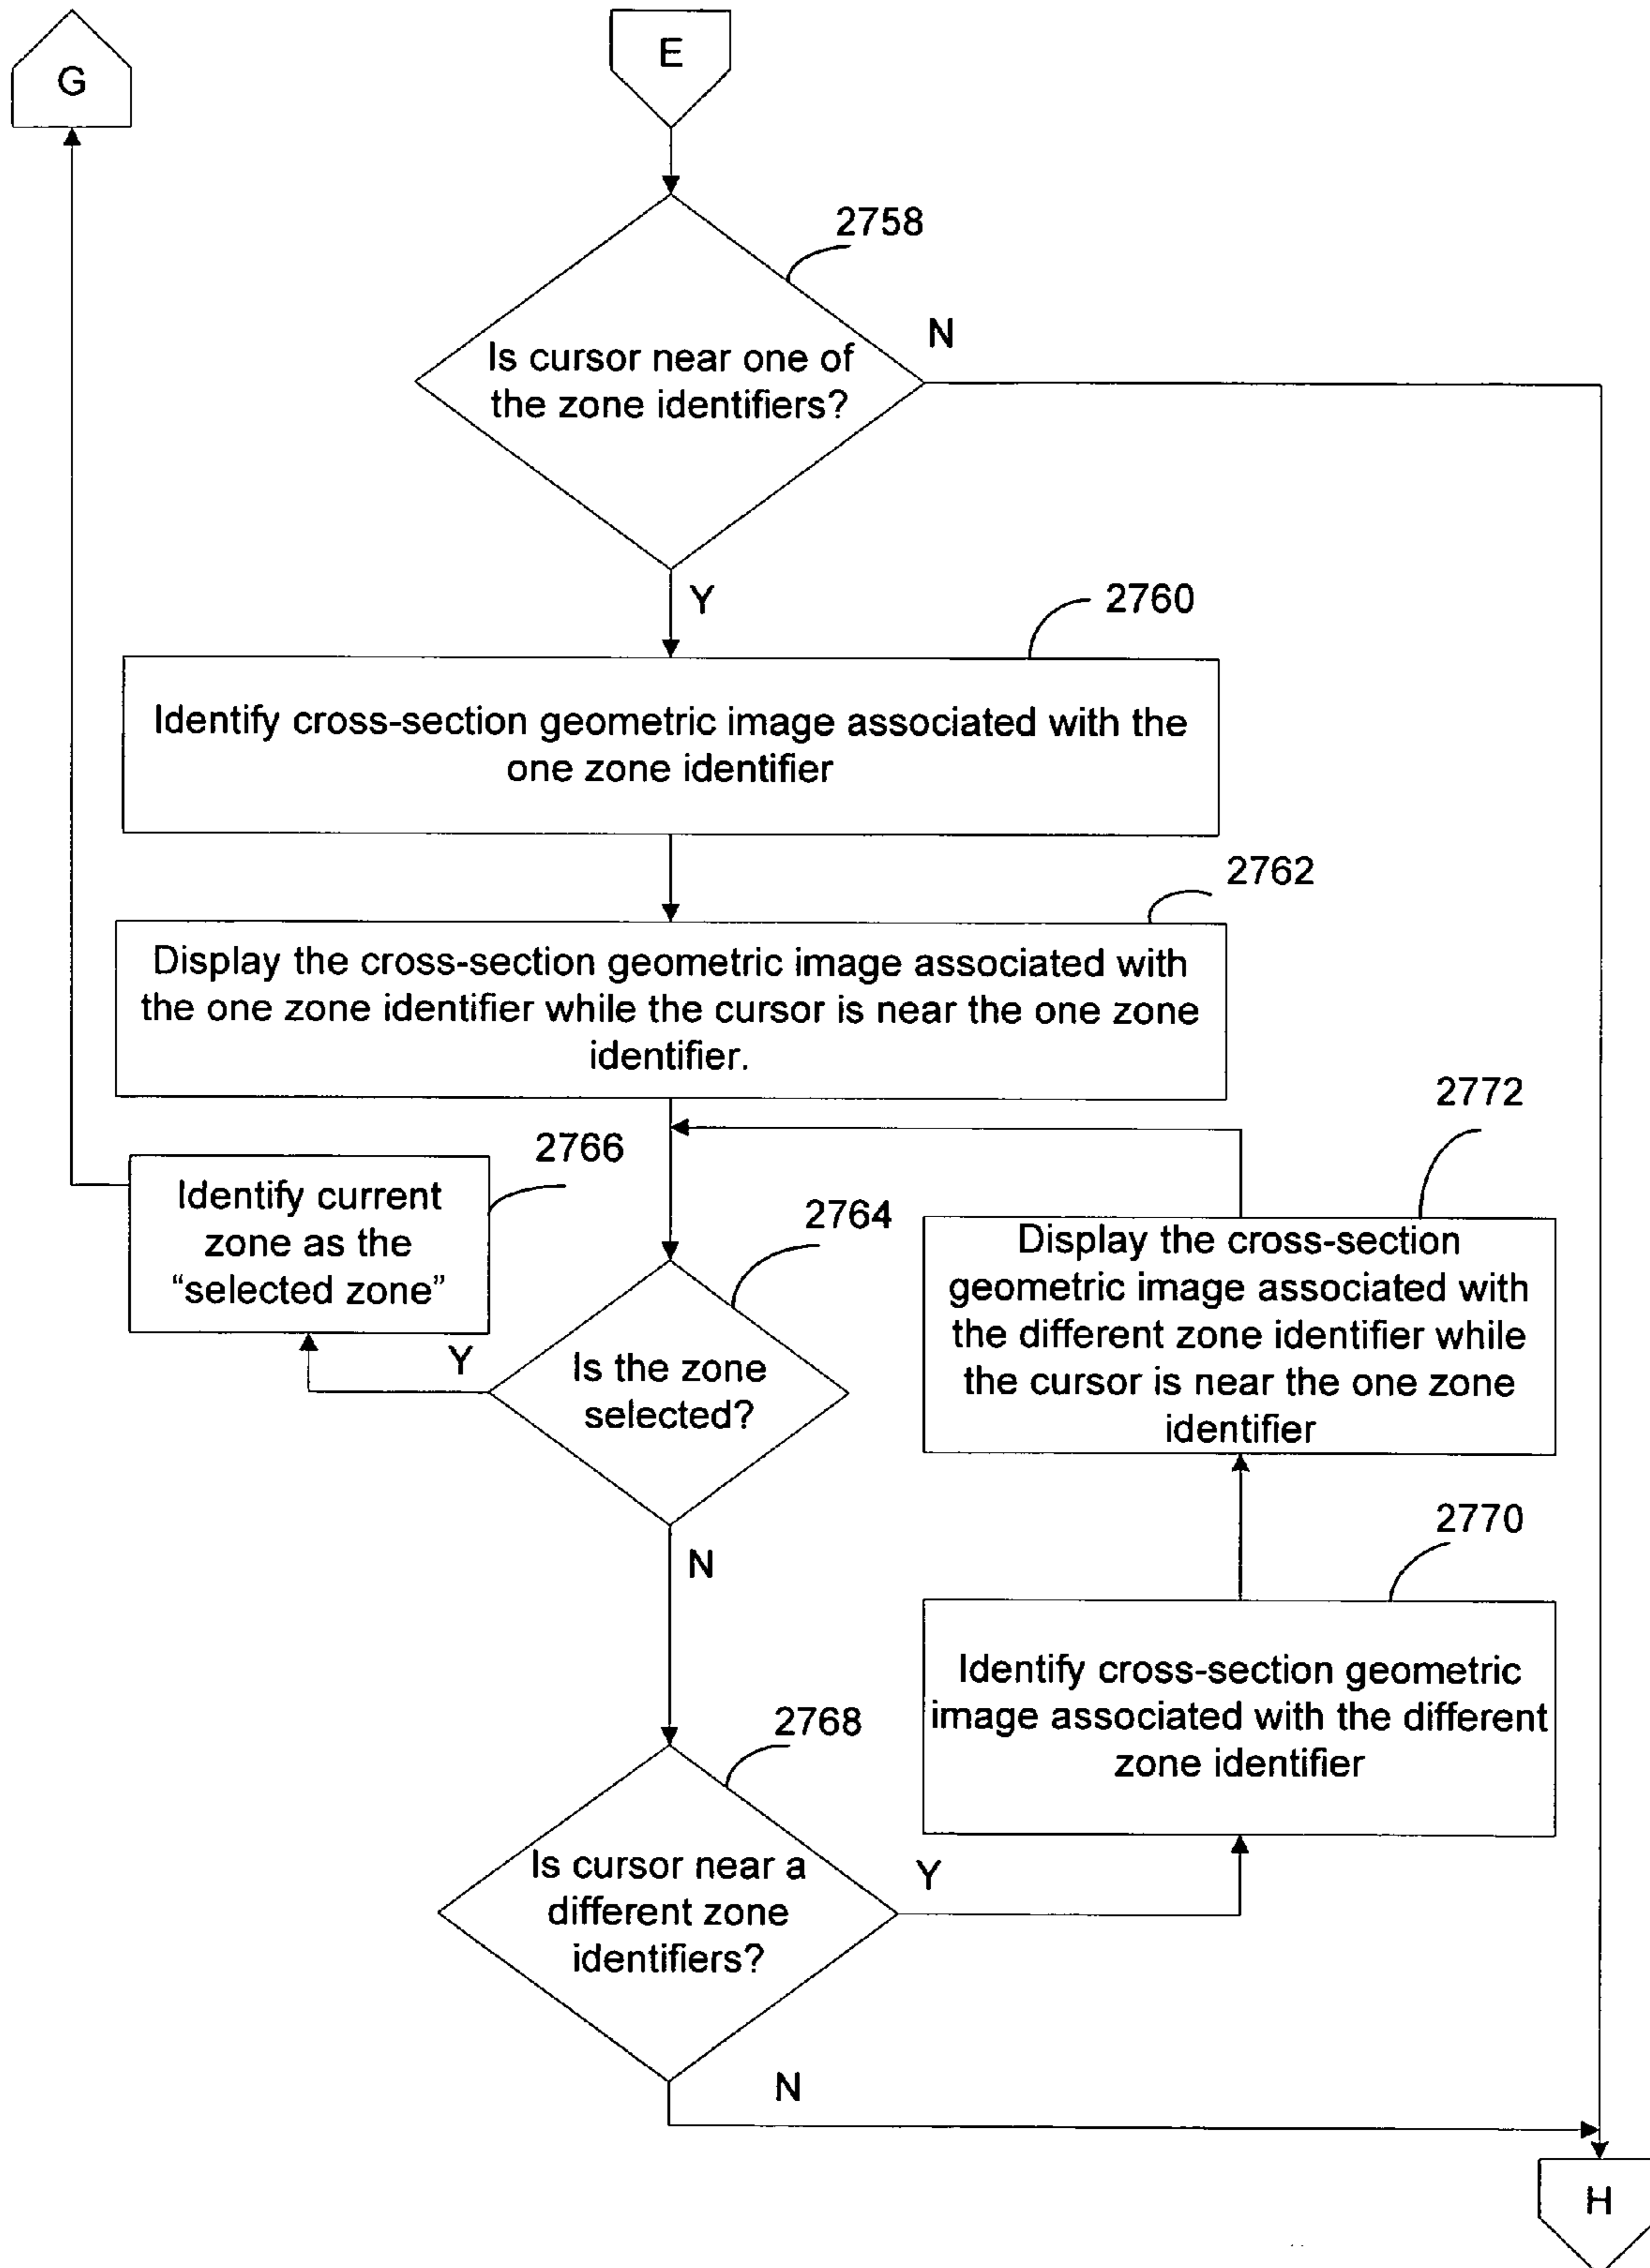 G
E
2758
Is cursor near one of
the zone identifiers?
N
Y
2760
Identify cross-section geometric image associated with the
one zone identifier
2762
Display the cross-section geometric image associated with
the one zone identifier while the cursor is near the one zone
identifier.
2772
2766
Identify current
zone as the
“selected zone”
2764
Display the cross-section
geometric image associated with
the different zone identifier while
the cursor is near the one zone
identifier
Y
Is the zone
selected?
2770
N
Identify cross-section geometric
image associated with the different
zone identifier
2768
Is cursor near a
different zone
identifiers?
Y
N
H